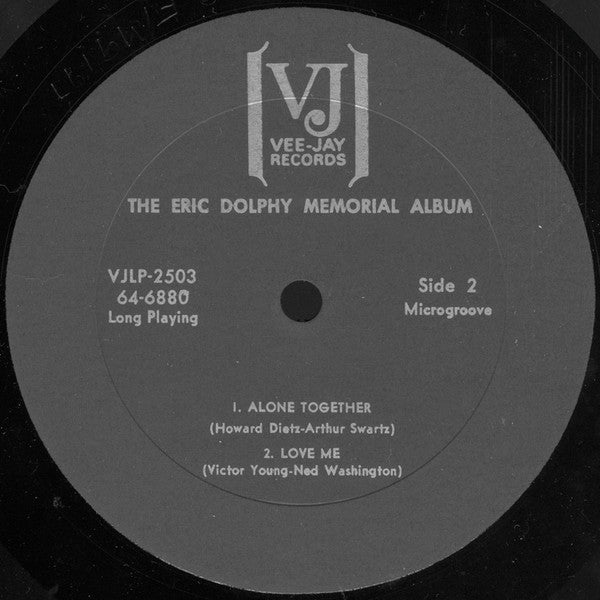 VJ
VEE-JAY
RECORDS
THE ERIC DOLPHY MEMORIAL ALBUM
VJLP-2503
64-6880
Long Playing
Side 2
Microgroove
1. ALONE TOGETHER
(Howard Dietz-Arthur Swartz)
2. LOVE ME
(Victor Young-Ned Washington)